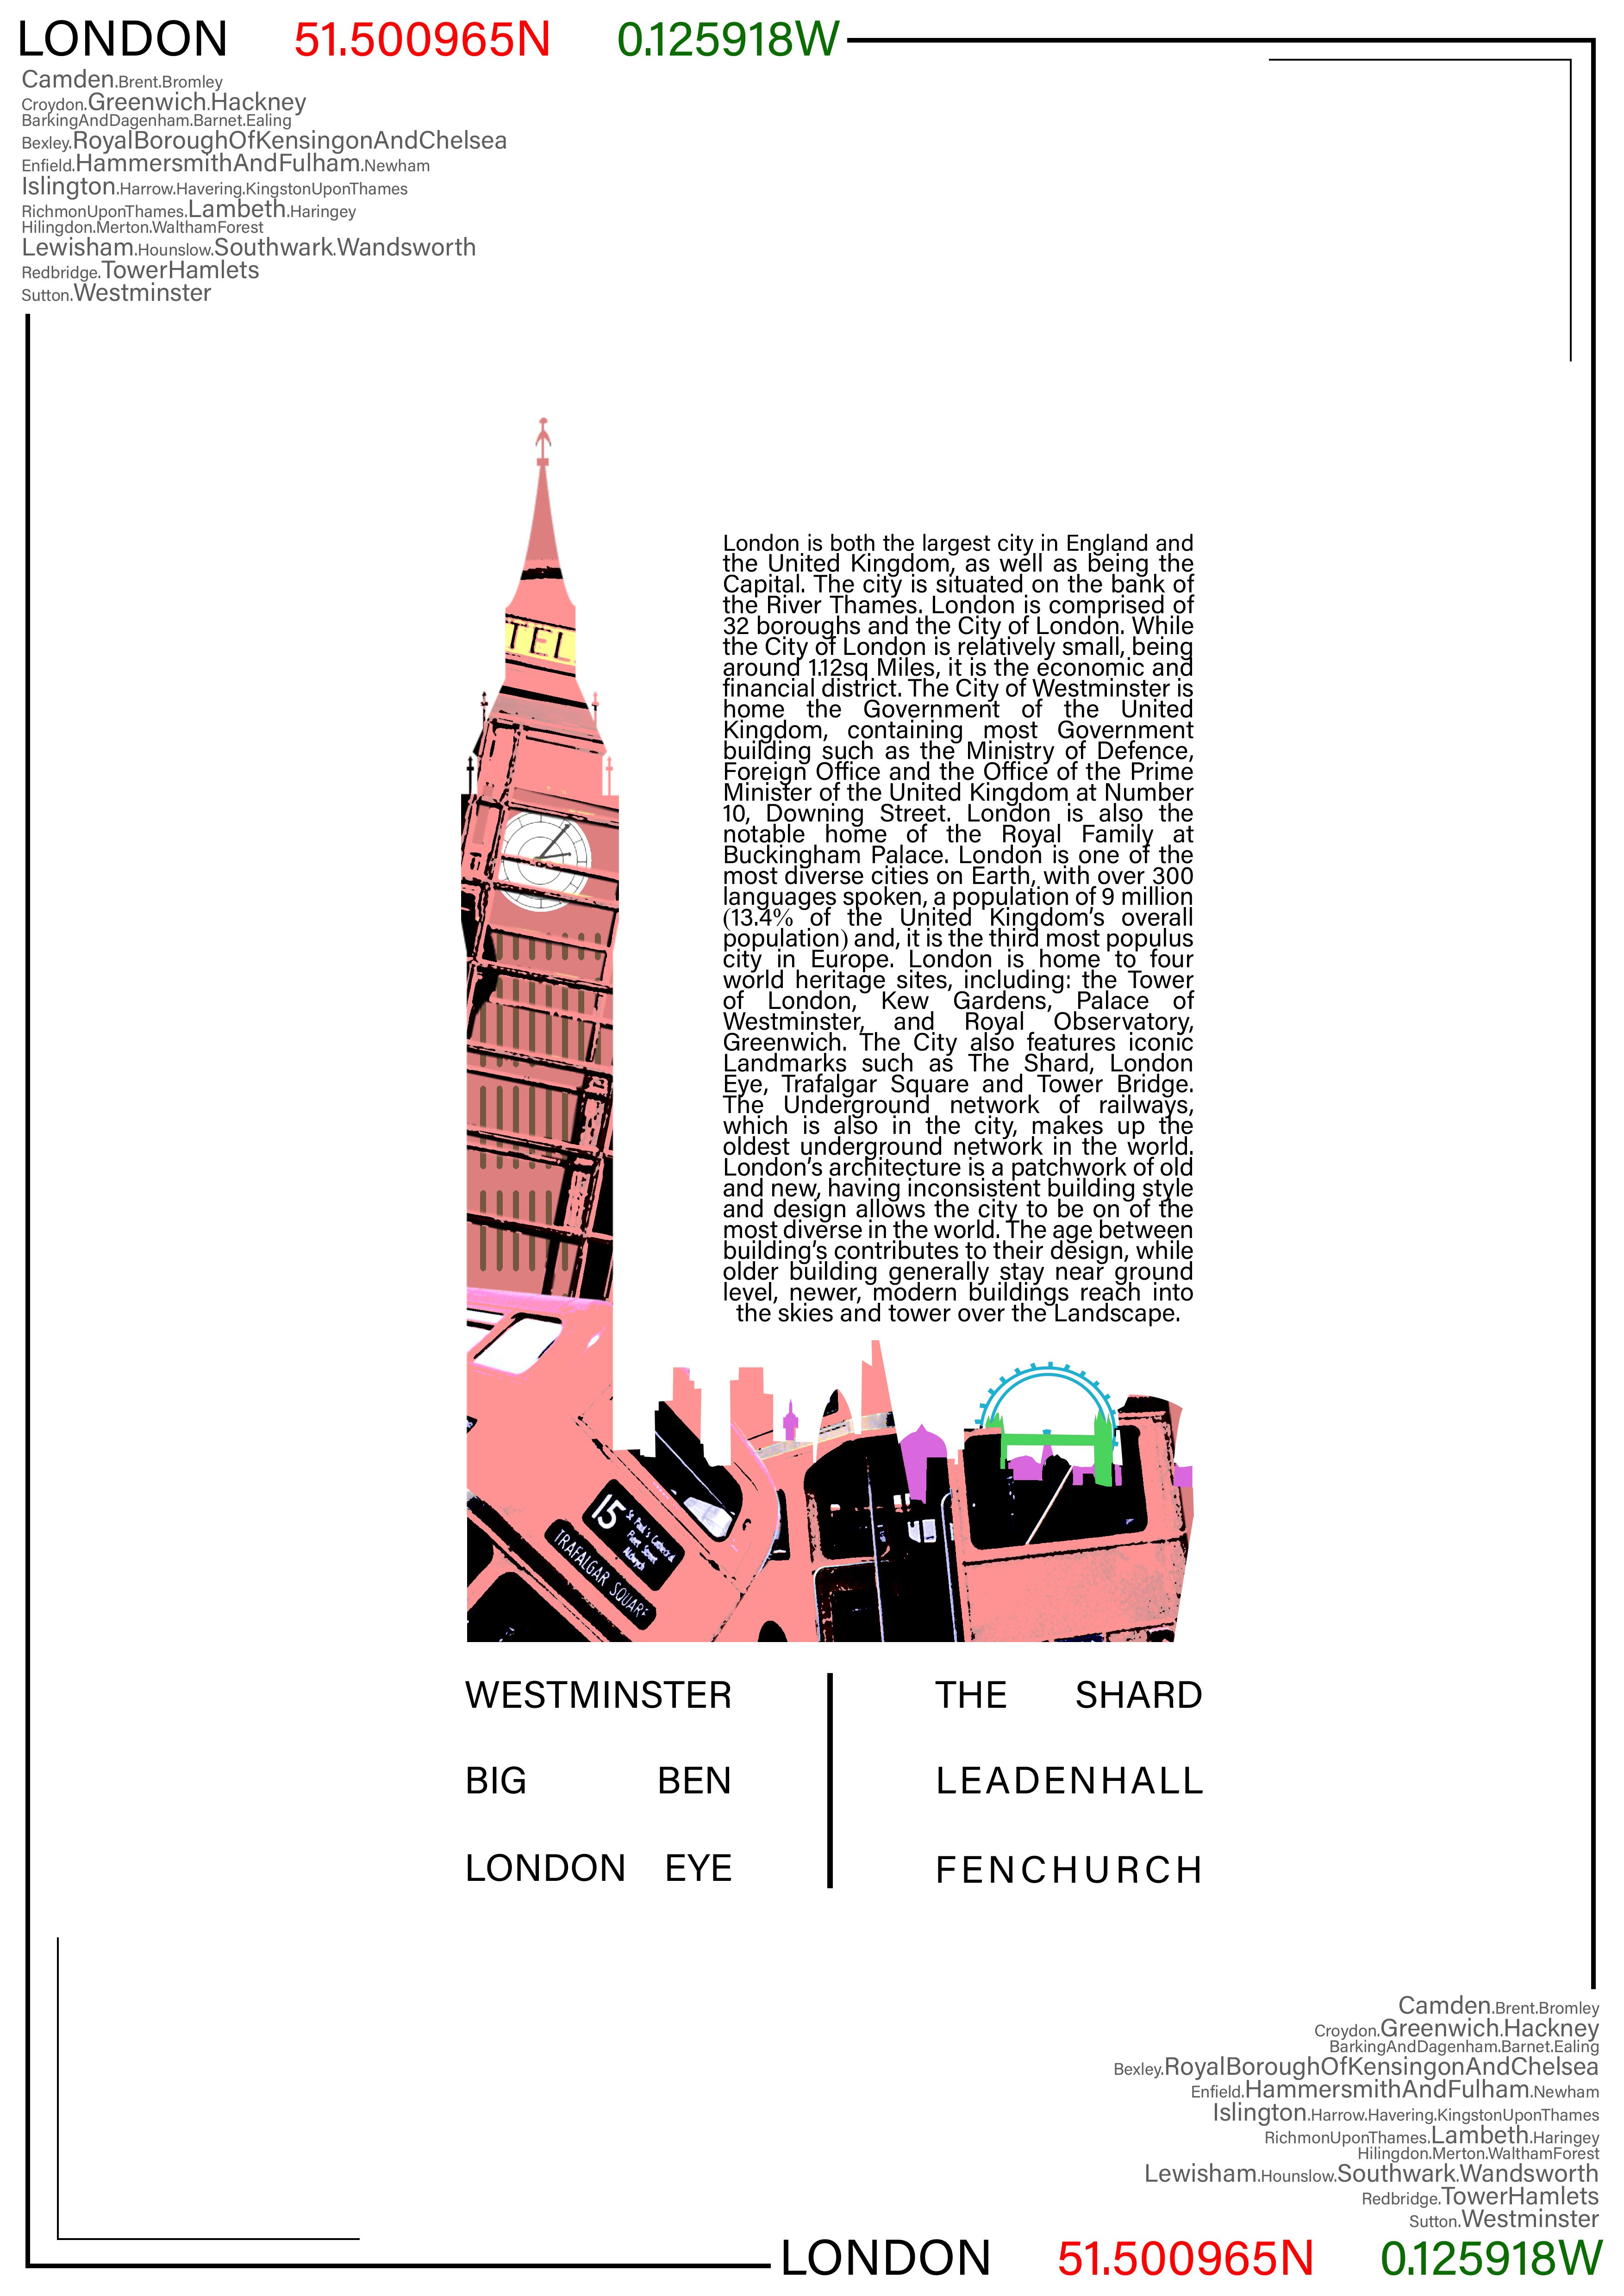 LONDON 51.500965N 0.125918W
Camden.Brent.Bromley
Croydon.Greenwich.Hackney
BarkingAndDagenham.Barnet.Ealing
Bexley.RoyalBoroughOfKensingonAndChelsea
Enfield.HammersmithAndFulham.Newham
Islington.Harrow.Havering.KingstonUponThames
RichmonUponThames.Lambeth.Haringey
Hilingdon.Merton.WalthamForest
Lewisham.Hounslow.Southwark.Wandsworth
Redbridge.TowerHamlets
Sutton.Westminster
TEL
London is both the largest city in England and
the United Kingdom, as well as being the
Capital. The city is situated on the bank of
the River Thames. London is comprised of
32 boroughs and the City of London. While
the City of London is relatively small, being
around 1.12sq Miles, it is the economic and
financial district. The City of Westminster is
home the Government of the United
Kingdom, containing most Government
building such as the Ministry of Defence,
Foreign Office and the Office of the Prime
Minister of the United Kingdom at Number
10, Downing Street. London is also the
notable home of the Royal Family at
Buckingham Palace. London is one of the
most diverse cities on Earth, with over 300
languages spoken, a population of 9 million
(13.4% of the United Kingdom's overall
population) and, it is the third most populus
city in Europe. London is home to four
world heritage sites, including: the Tower
of London, Kew Gardens, Palace of
Westminster, and Royal Observatory,
Greenwich. The City also features iconic
Landmarks such as The Shard, London
Eye, Trafalgar Square and Tower Bridge.
The Underground network of railways,
which is also in the city, makes up the
oldest underground network in the world.
London's architecture is a patchwork of old
and new, having inconsistent building style
and design allows the city to be on of the
most diverse in the world. The age between
building's contributes to their design, while
older building generally stay near ground
level, newer, modern buildings reach into
the skies and tower over the Landscape.
15
St Paul's Cathedral
Fleet Street
Aldwych
TRAFALGAR SQUARE
WESTMINSTER
BIG BEN
LONDON EYE
THE SHARD
LEADENHALL
FENCHURCH
Camden.Brent.Bromley
Croydon.Greenwich.Hackney
BarkingAndDagenham.Barnet.Ealing
Bexley.RoyalBoroughOfKensingonAndChelsea
Enfield.HammersmithAndFulham.Newham
Islington.Harrow.Havering.KingstonUponThames
RichmonUponThames.Lambeth.Haringey
Hilingdon.Merton.WalthamForest
Lewisham.Hounslow.Southwark.Wandsworth
Redbridge.TowerHamlets
Sutton.Westminster
LONDON 51.500965N 0.125918W